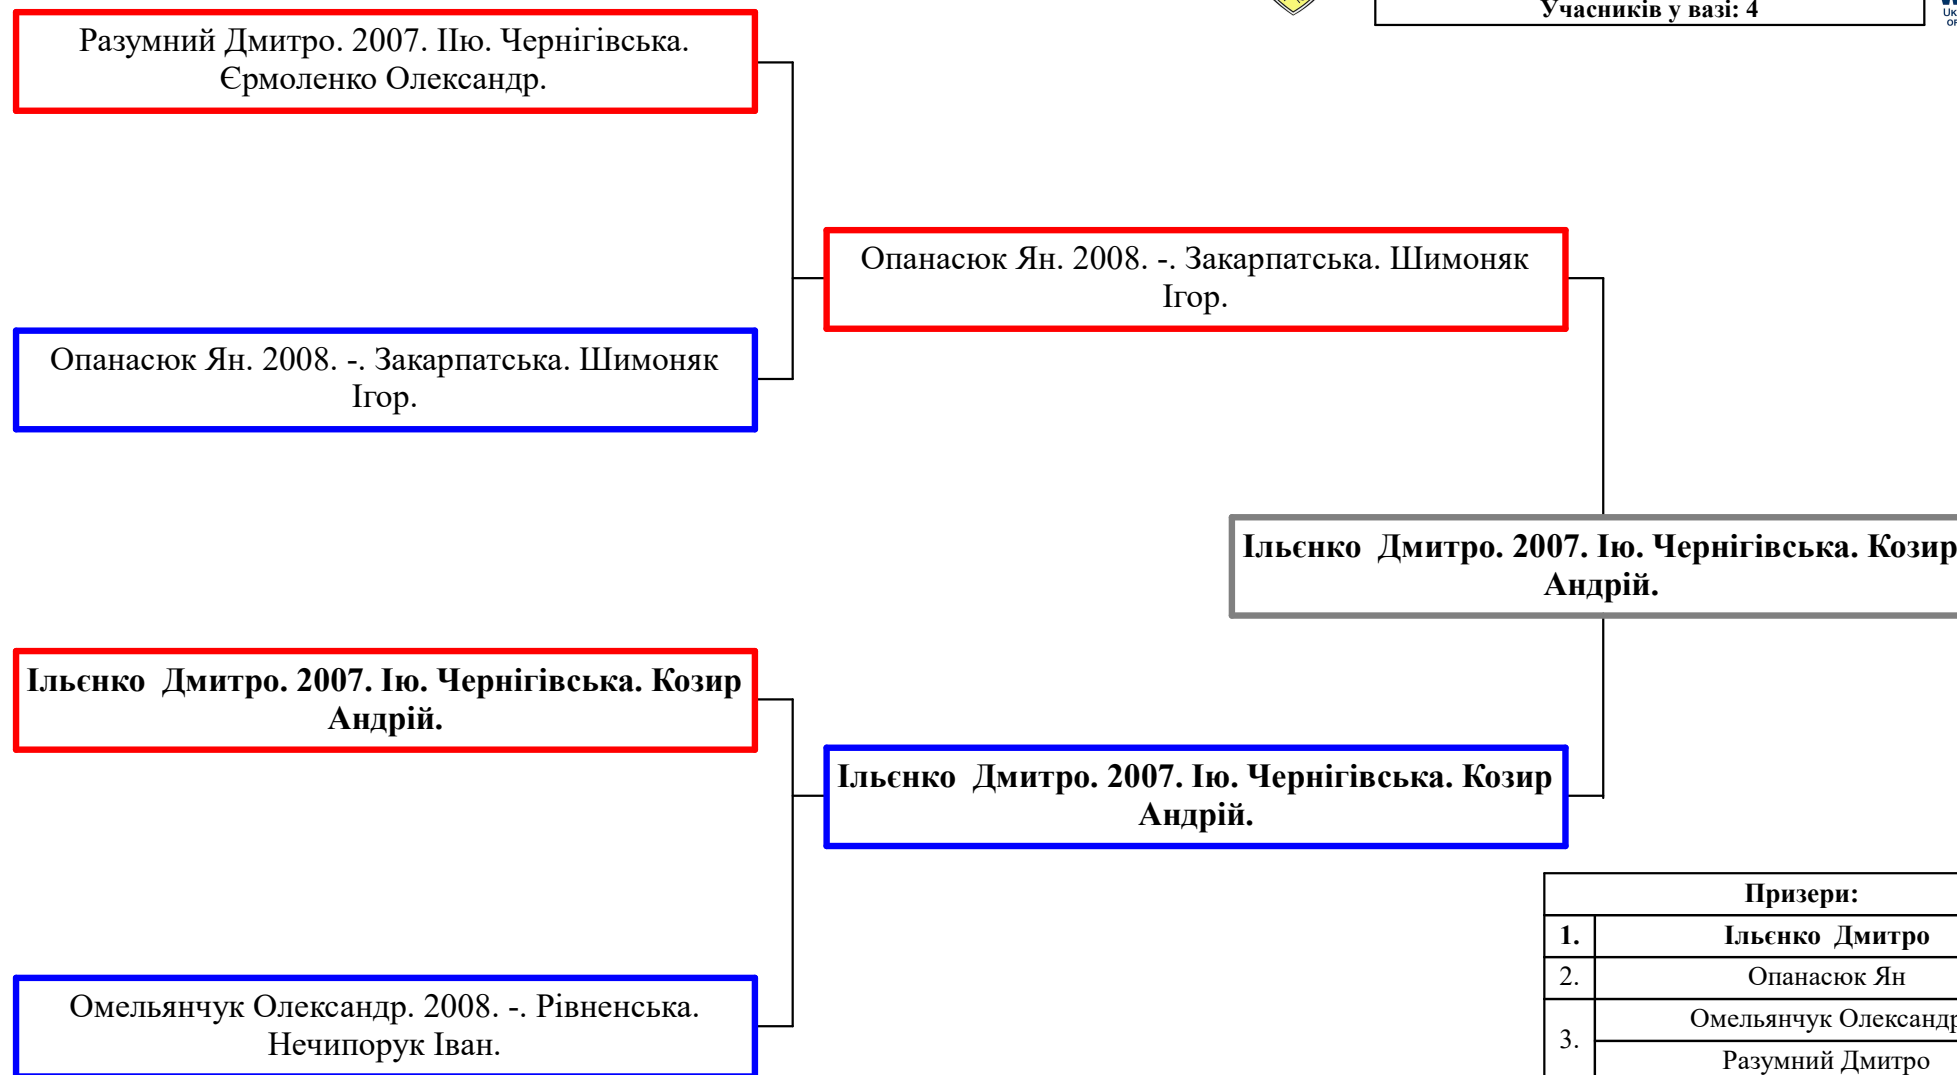 Учасників у вазі: 4
Разумний Дмитро. 2007. ІІю. Чернігівська.
Єрмоленко Олександр.
Опанасюк Ян. 2008. -. Закарпатська. Шимоняк
Ігор.
Опанасюк Ян. 2008. -. Закарпатська. Шимоняк
Ігор.
Ільєнко  Дмитро. 2007. Ію. Чернігівська. Козир
Андрій.
Ільєнко  Дмитро. 2007. Ію. Чернігівська. Козир
Андрій.
Ільєнко  Дмитро. 2007. Ію. Чернігівська. Козир
Андрій.
Омельянчук Олександр. 2008. -. Рівненська.
Нечипорук Іван.
Призери:
1. Ільєнко  Дмитро
2. Опанасюк Ян
3. Омельянчук Олександр
Разумний Дмитро